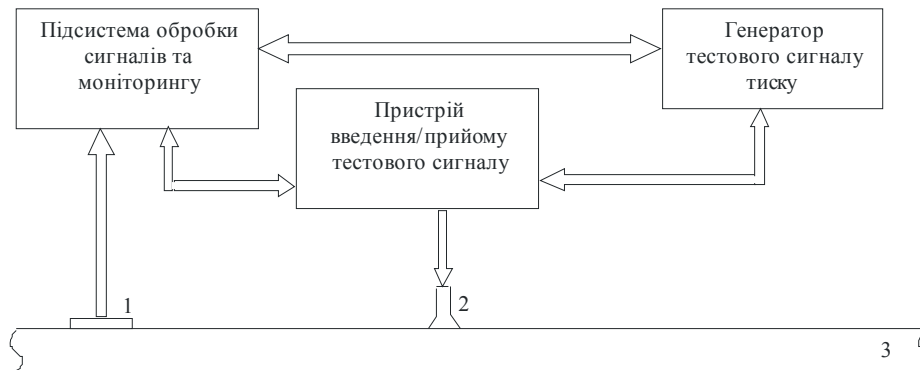 Підсистема обробки
сигналів та
моніторингу
Генератор
тестового сигналу
тиску
Пристрій
введення/прийому
тестового сигналу
1
2
3